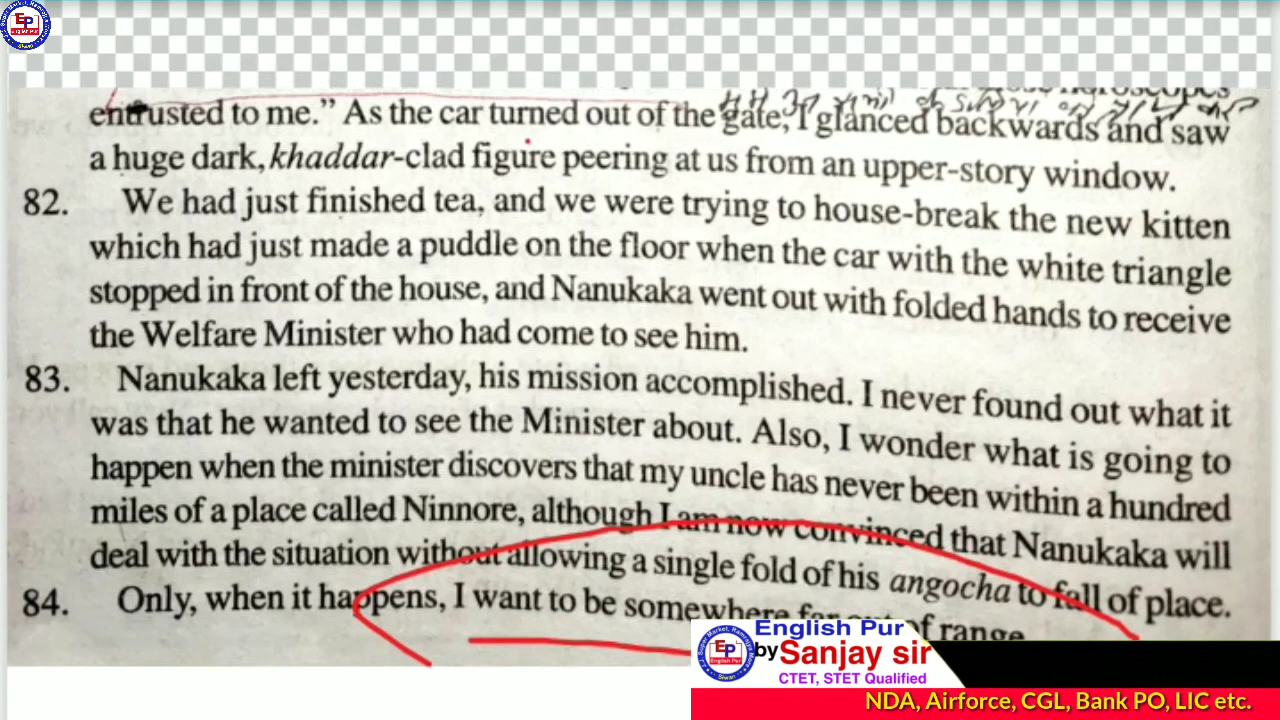 EP
entrusted to me.” As the car turned out of the gate, I glanced backwards and saw
a huge dark, khaddar-clad figure peering at us from an upper-story window.
82. We had just finished tea, and we were trying to house-break the new kitten
which had just made a puddle on the floor when the car with the white triangle
stopped in front of the house, and Nanukaka went out with folded hands to receive
the Welfare Minister who had come to see him.
83. Nanukaka left yesterday, his mission accomplished. I never found out what it
was that he wanted to see the Minister about. Also, I wonder what is going to
happen when the minister discovers that my uncle has never been within a hundred
miles of a place called Ninnore, although I am now convinced that Nanukaka will
deal with the situation without allowing a single fold of his angocha to fall of place.
84. Only, when it happens, I want to be somewhere far out of range
EP
English Pur
Siwan
English Pur
by Sanjay sir
CTET, STET Qualified
NDA, Airforce, CGL, Bank PO, LIC etc.